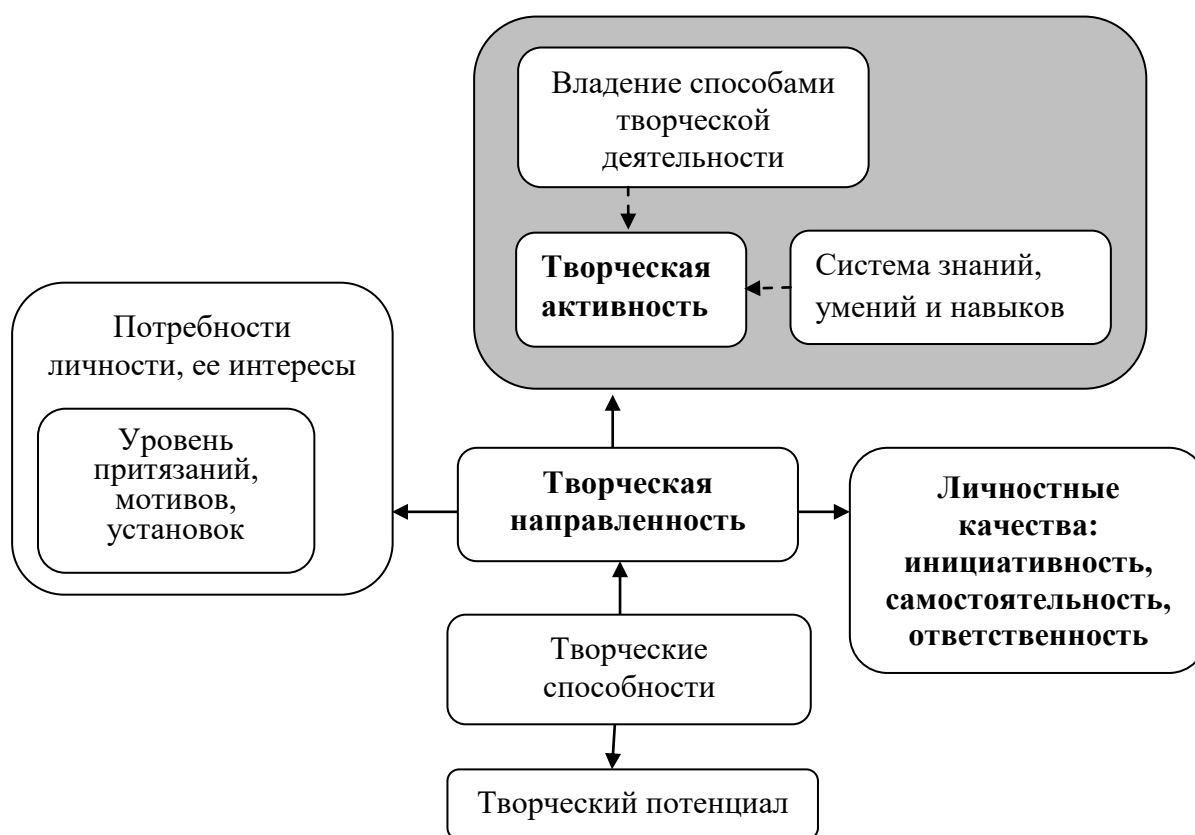 Владение способами
творческой
деятельности
Творческая
активность
Система знаний,
умений и навыков
Потребности
личности, ее интересы
Уровень
притязаний,
мотивов,
установок
Творческая
направленность
Личностные
качества:
инициативность,
самостоятельность,
ответственность
Творческие
способности
Творческий потенциал